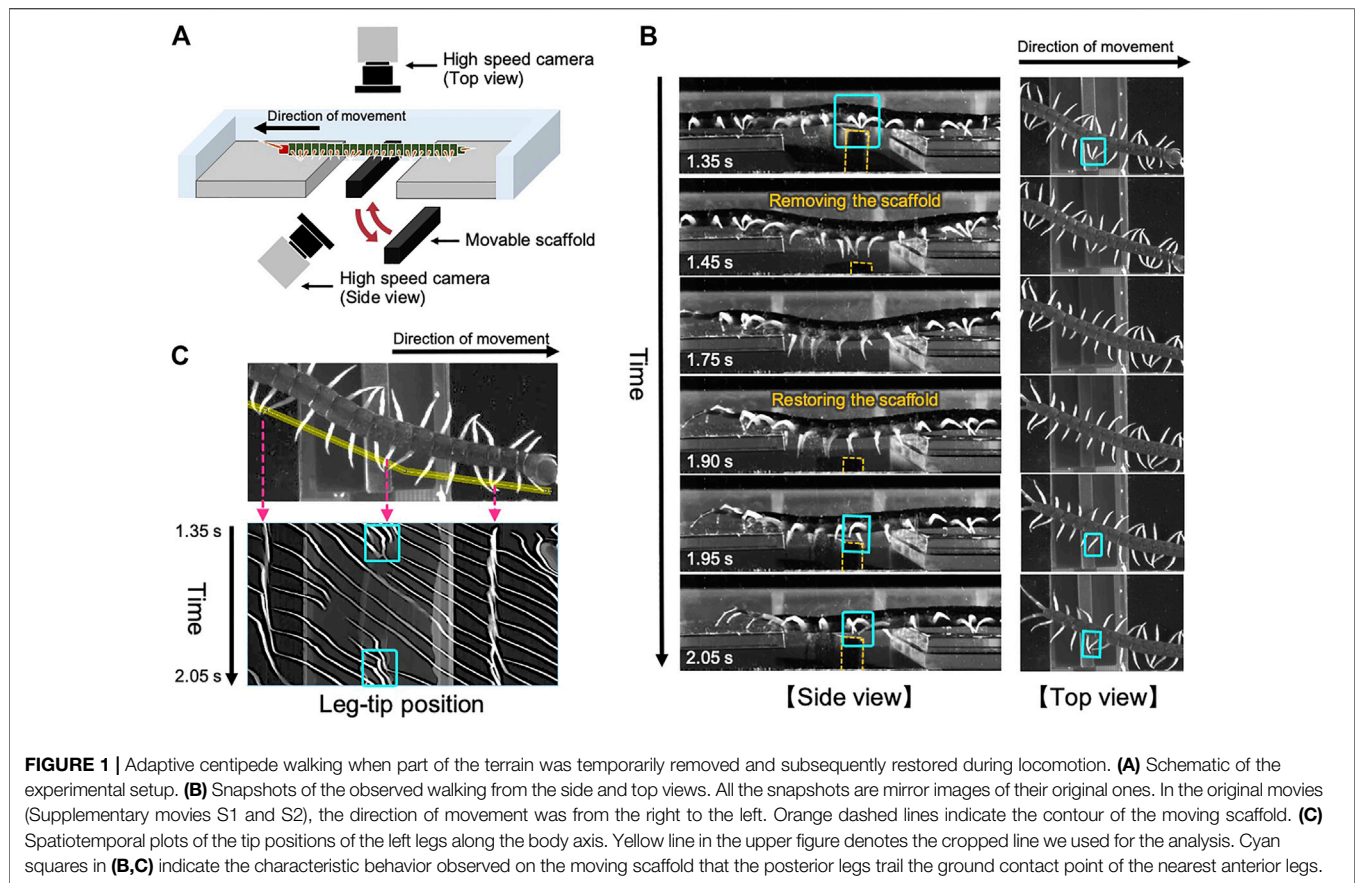 A
High speed camera
(Top view)
Direction of movement
Movable scaffold
High speed camera
(Side view)
B
Direction of movement
Time
1.35 s
Removing the scaffold
1.45 s
1.75 s
Restoring the scaffold
1.90 s
1.95 s
2.05 s
【Side view】
【Top view】
C
Direction of movement
1.35 s
Time
2.05 s
Leg-tip position
FIGURE 1 | Adaptive centipede walking when part of the terrain was temporarily removed and subsequently restored during locomotion. (A) Schematic of the
experimental setup. (B) Snapshots of the observed walking from the side and top views. All the snapshots are mirror images of their original ones. In the original movies
(Supplementary movies S1 and S2), the direction of movement was from the right to the left. Orange dashed lines indicate the contour of the moving scaffold. (C)
Spatiotemporal plots of the tip positions of the left legs along the body axis. Yellow line in the upper figure denotes the cropped line we used for the analysis. Cyan
squares in (B,C) indicate the characteristic behavior observed on the moving scaffold that the posterior legs trail the ground contact point of the nearest anterior legs.